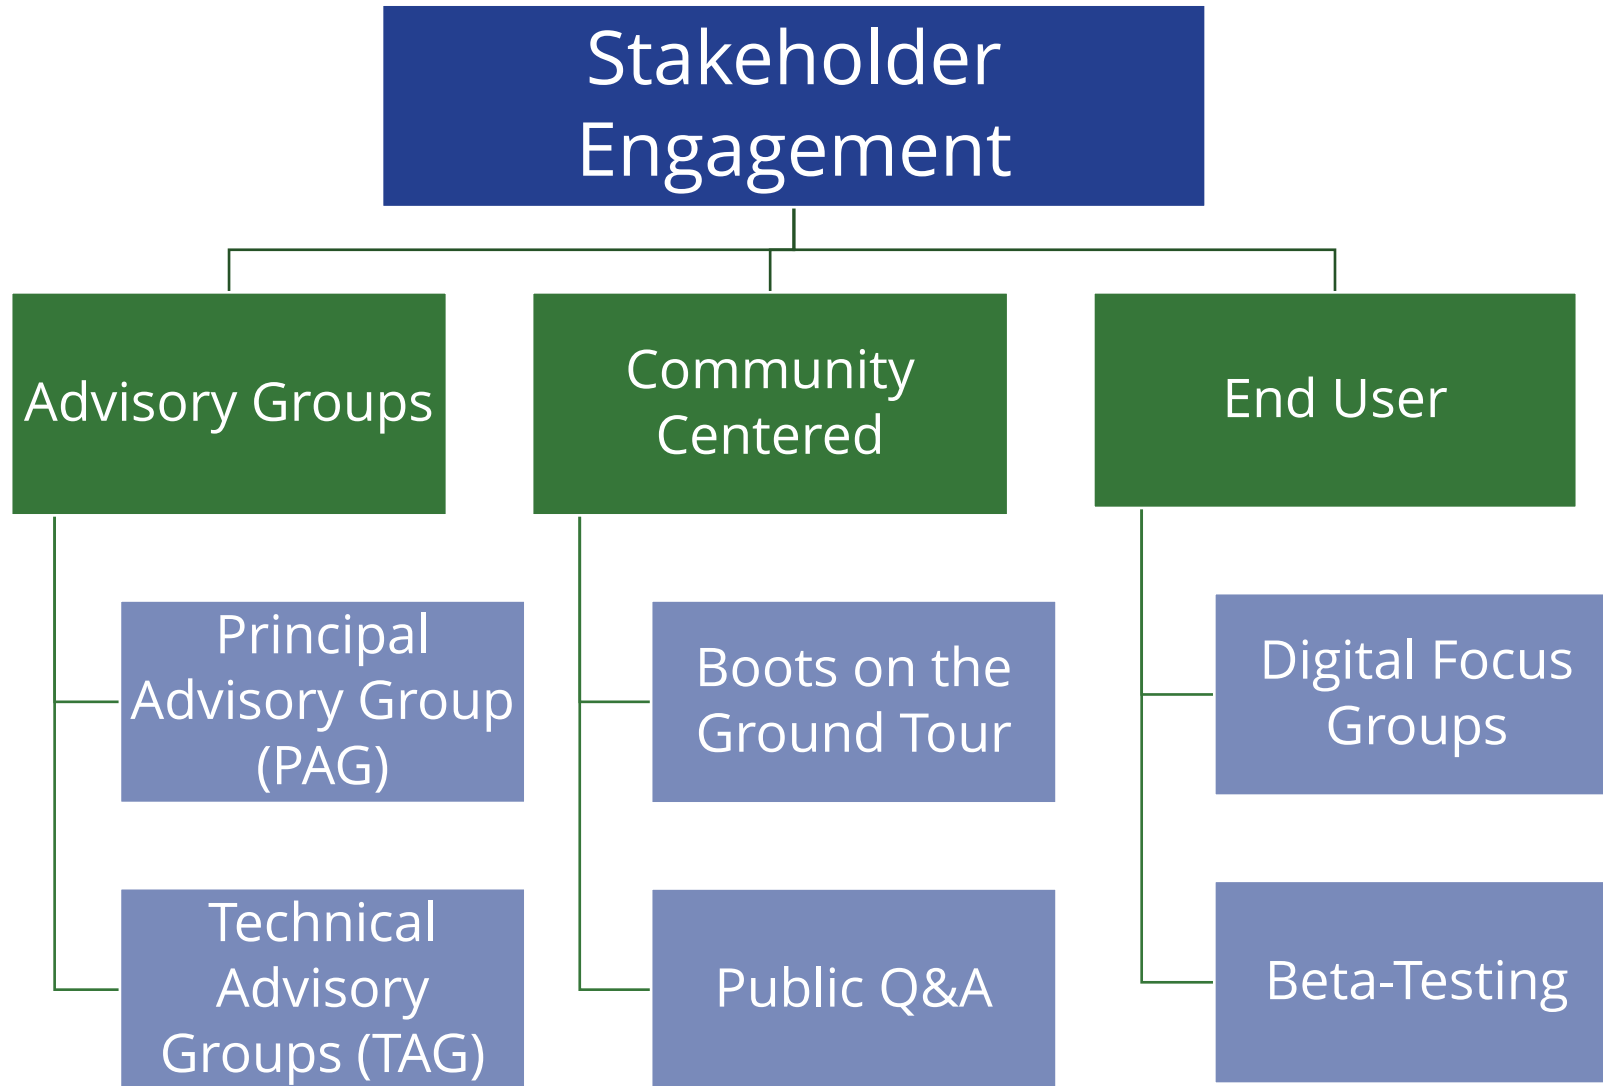 Stakeholder
Engagement
Advisory Groups
Community
Centered
End User
Principal
Advisory Group
(PAG)
Boots on the
Ground Tour
Digital Focus
Groups
Technical
Advisory
Groups (TAG)
Public Q&A
Beta-Testing